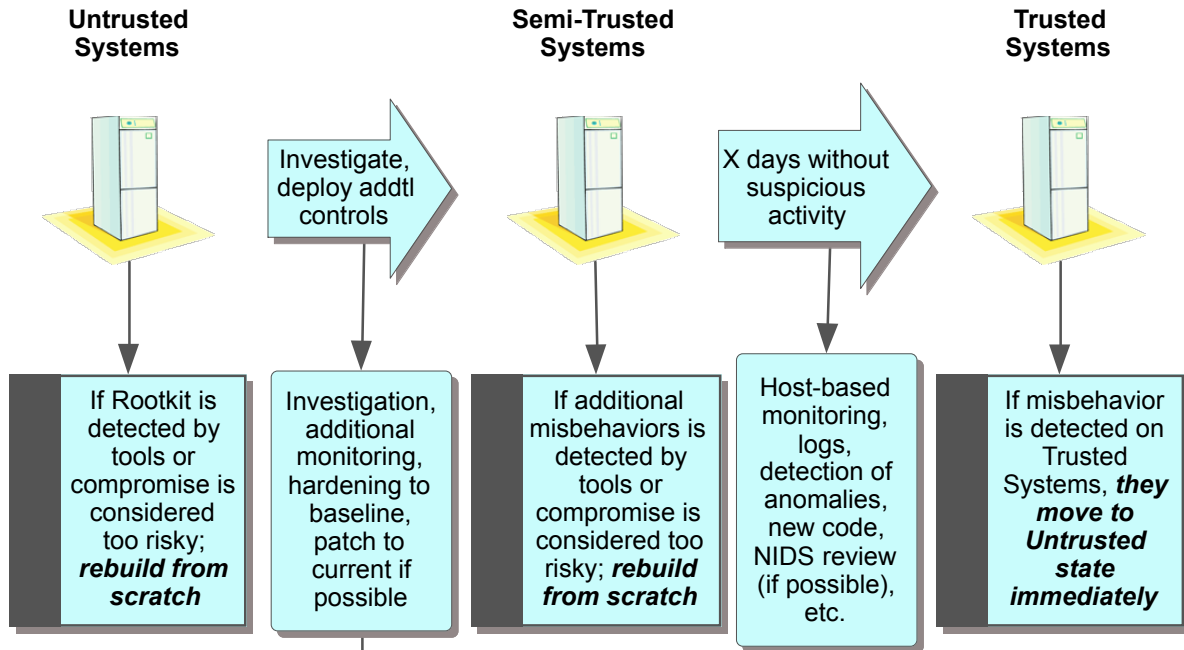 Untrusted
Systems
Semi-Trusted
Systems
Trusted
Systems
Investigate,
deploy addtl
controls
X days without
suspicious
activity
If Rootkit is
detected by
tools or
compromise is
considered
too risky;
rebuild from
scratch
Investigation,
additional
monitoring,
hardening to
baseline,
patch to
current if
possible
If additional
misbehaviors is
detected by
tools or
compromise is
considered too
risky; rebuild
from scratch
Host-based
monitoring,
logs,
detection of
anomalies,
new code,
NIDS review
(if possible),
etc.
If misbehavior
is detected on
Trusted
Systems, they
move to
Untrusted
state
immediately